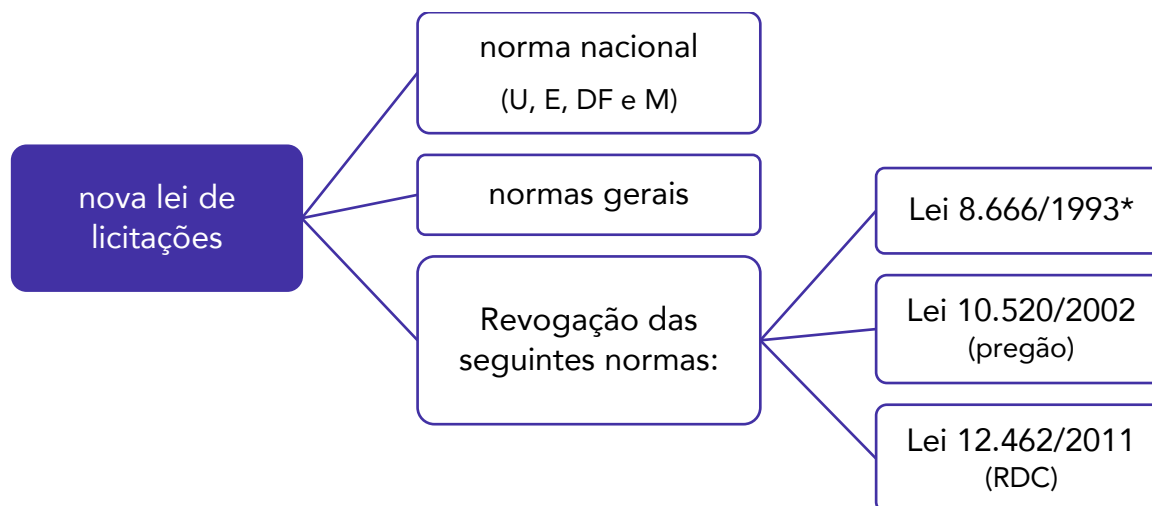 nova lei de
licitações
norma nacional
(U, E, DF e M)
normas gerais
Revogação das
seguintes normas:
Lei 8.666/1993*
Lei 10.520/2002
(pregão)
Lei 12.462/2011
(RDC)